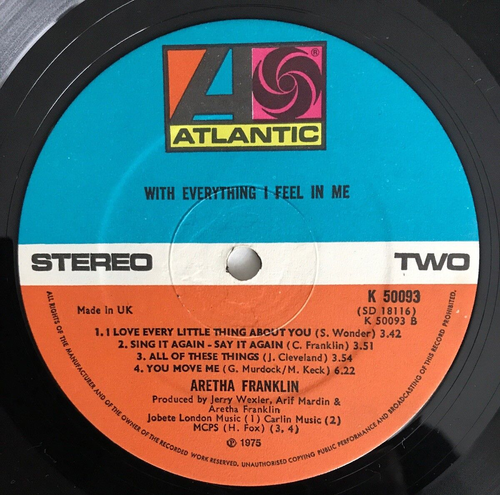 ®
ATLANTIC
WITH EVERYTHING I FEEL IN ME
STEREO TWO
K 50093
(SD 18116)
Made in UK K 50093 B
1. I LOVE EVERY LITTLE THING ABOUT YOU (S. Wonder) 3.42
2. SING IT AGAIN - SAY IT AGAIN (C. Franklin) 3.51
3. ALL OF THESE THINGS (J. Cleveland) 3.54
4. YOU MOVE ME (G. Murdock/M. Keck) 6.22
ARETHA FRANKLIN
Produced by Jerry Wexler, Arif Mardin &
Aretha Franklin
Jobete London Music (1) Carlin Music (2)
MCPS (H. Fox) (3, 4)
℗ 1975
ALL RIGHTS OF THE MANUFACTURER AND OF THE OWNER OF THE RECORDED WORK RESERVED. UNAUTHORISED COPYING PUBLIC PERFORMANCE AND BROADCASTING OF THIS RECORD PROHIBITED.